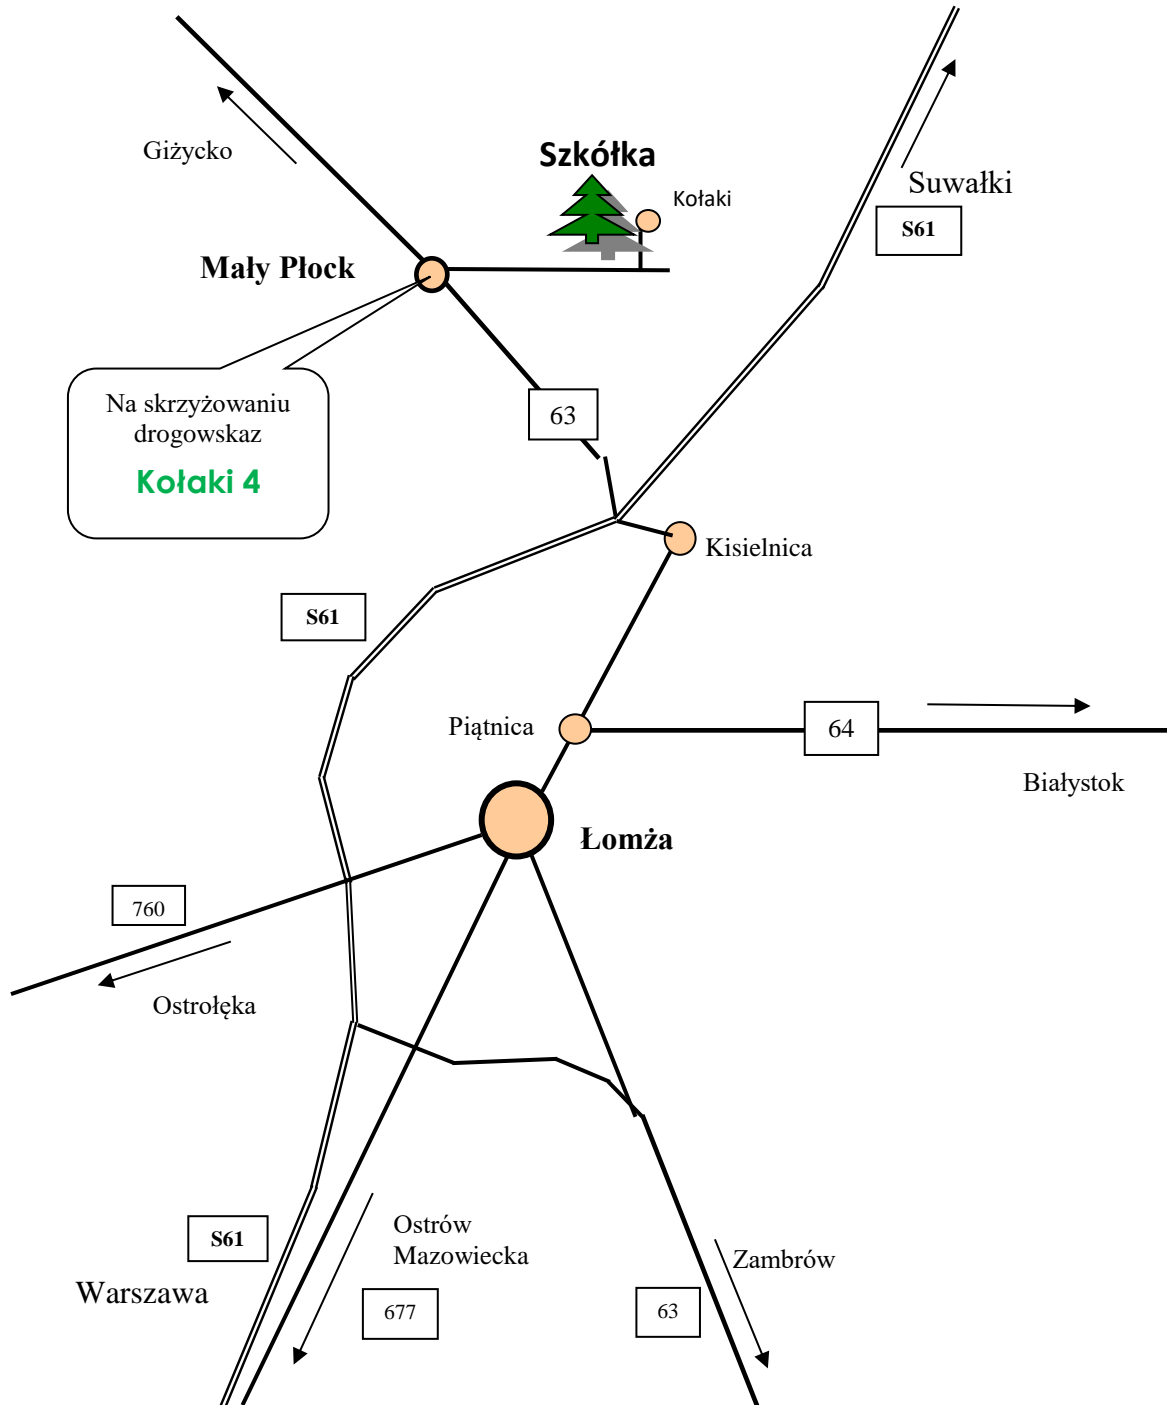 Giżycko
Szkółka
Kołaki
Suwałki
S61
Mały Płock
Na skrzyżowaniu
drogowskaz
Kołaki 4
63
Kisielnica
S61
Piątnica
64
Białystok
Łomża
760
Ostrołęka
S61
Warszawa
Ostrów
Mazowiecka
677
Zambrów
63